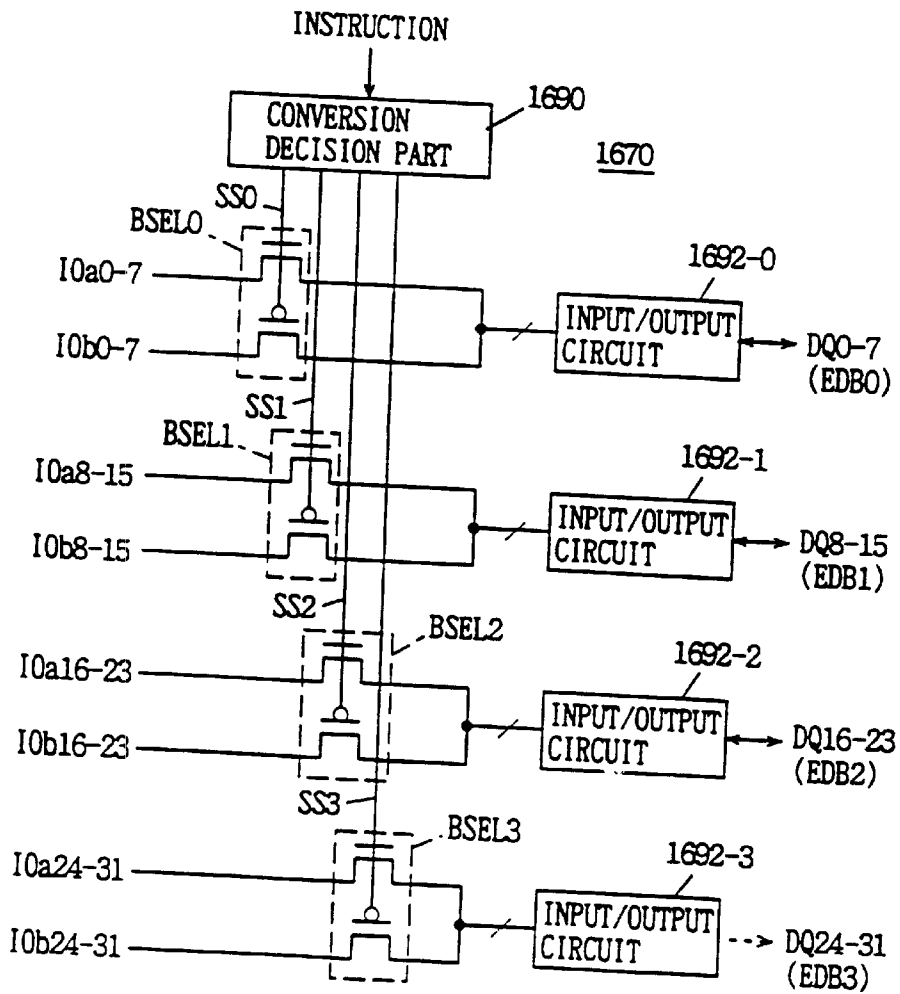 INSTRUCTION
CONVERSION
DECISION PART
1690
1670
SS0
BSEL0
IOa0-7
IOb0-7
1692-0
INPUT/OUTPUT
CIRCUIT
DQ0-7
(EDB0)
SS1
BSEL1
IOa8-15
IOb8-15
1692-1
INPUT/OUTPUT
CIRCUIT
DQ8-15
(EDB1)
SS2
BSEL2
IOa16-23
IOb16-23
1692-2
INPUT/OUTPUT
CIRCUIT
DQ16-23
(EDB2)
SS3
BSEL3
IOa24-31
IOb24-31
1692-3
INPUT/OUTPUT
CIRCUIT
DQ24-31
(EDB3)